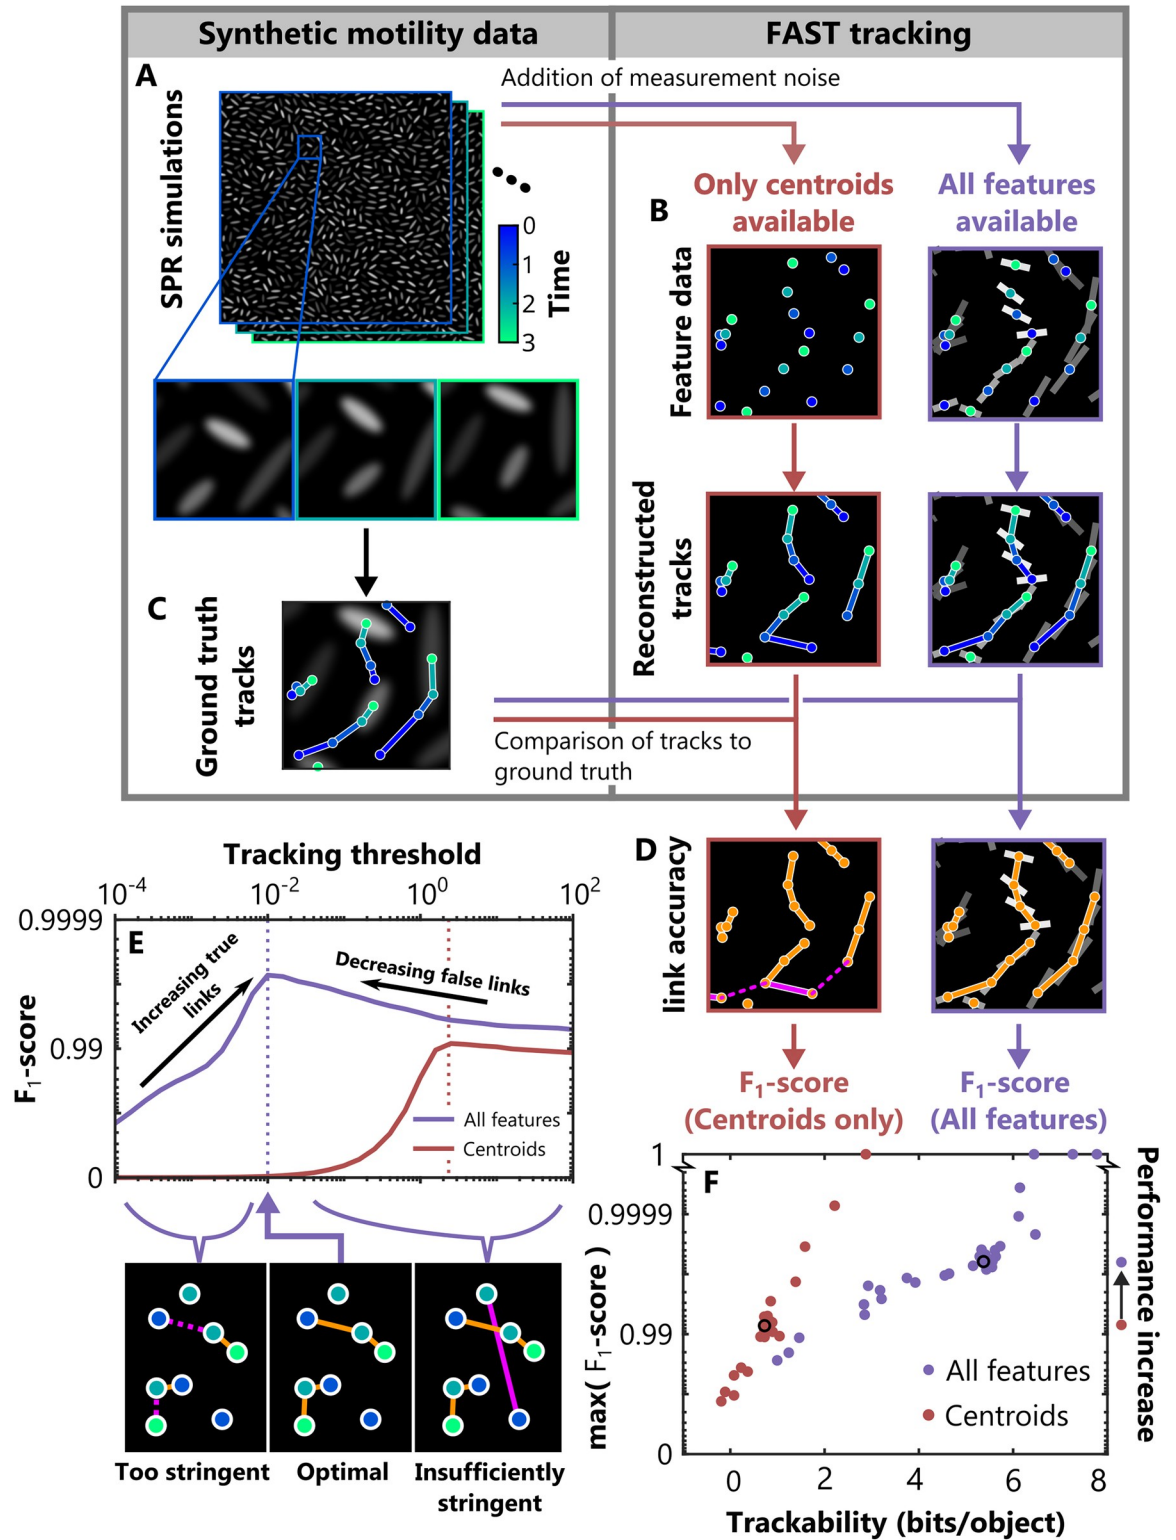 Synthetic motility data
FAST tracking
A
Addition of measurement noise
SPR simulations
0
1
2
3
Time
Only centroids
available
All features
available
B
Feature data
Reconstructed
tracks
C
Ground truth
tracks
Comparison of tracks to
ground truth
D
link accuracy
F₁-score
(Centroids only)
F₁-score
(All features)
Tracking threshold
10⁻⁴
10⁻²
10⁰
10²
E
0.9999
0.99
0
F₁-score
Increasing true
links
Decreasing false links
All features
Centroids
Too stringent
Optimal
Insufficiently
stringent
F
1
0.9999
0.99
0
max( F₁-score )
All features
Centroids
0
2
4
6
8
Trackability (bits/object)
Performance increase